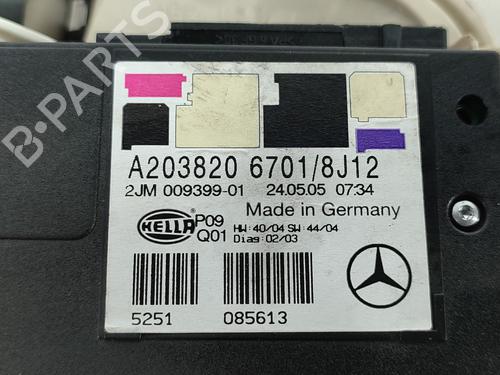 A203820 6701/8J12
2JM 009399-01 24.05.05 07:34
Made in Germany
HELLA P09
Q01
HW: 40/04 SW: 44/04
Diag: 02/03
5251 085613
B-PARTS